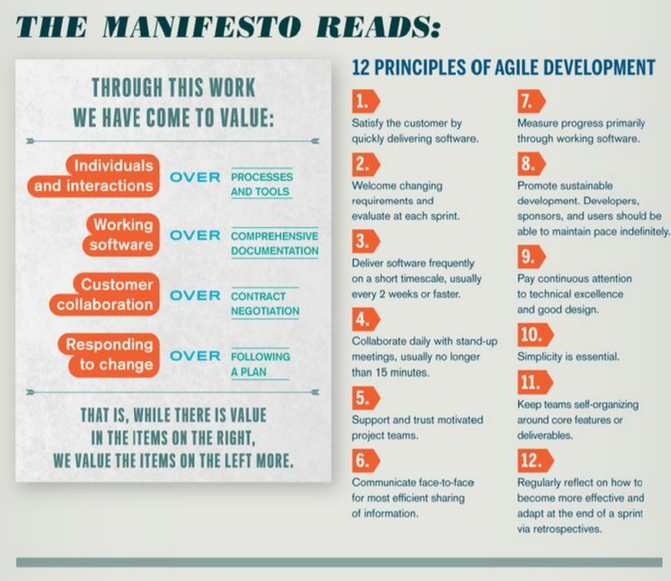 THE MANIFESTO READS:
THROUGH THIS WORK
WE HAVE COME TO VALUE:
Individuals
and interactions
OVER
PROCESSES
AND TOOLS
Working
software
OVER
COMPREHENSIVE
DOCUMENTATION
Customer
collaboration
OVER
CONTRACT
NEGOTIATION
Responding
to change
OVER
FOLLOWING
A PLAN
THAT IS, WHILE THERE IS VALUE
IN THE ITEMS ON THE RIGHT,
WE VALUE THE ITEMS ON THE LEFT MORE.
12 PRINCIPLES OF AGILE DEVELOPMENT
1.
Satisfy the customer by
quickly delivering software.
2.
Welcome changing
requirements and
evaluate at each sprint.
3.
Deliver software frequently
on a short timescale, usually
every 2 weeks or faster.
4.
Collaborate daily with stand-up
meetings, usually no longer
than 15 minutes.
5.
Support and trust motivated
project teams.
6.
Communicate face-to-face
for most efficient sharing
of information.
7.
Measure progress primarily
through working software.
8.
Promote sustainable
development. Developers,
sponsors, and users should be
able to maintain pace indefinitely.
9.
Pay continuous attention
to technical excellence
and good design.
10.
Simplicity is essential.
11.
Keep teams self-organizing
around core features or
deliverables.
12.
Regularly reflect on how to
become more effective and
adapt at the end of a sprint
via retrospectives.